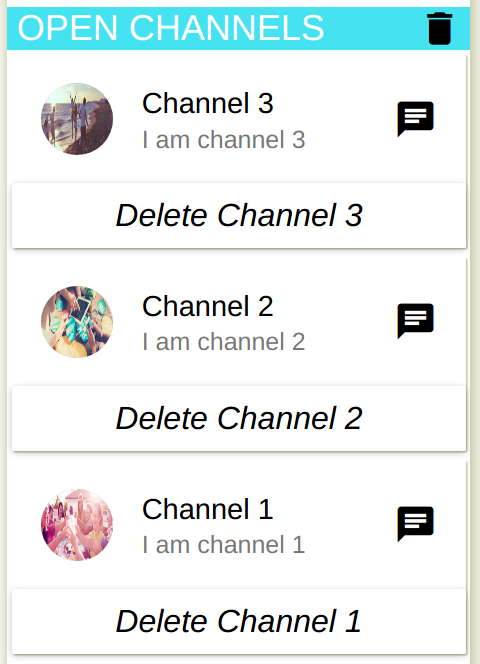 OPEN CHANNELS
Channel 3
I am channel 3
Delete Channel 3
Channel 2
I am channel 2
Delete Channel 2
Channel 1
I am channel 1
Delete Channel 1